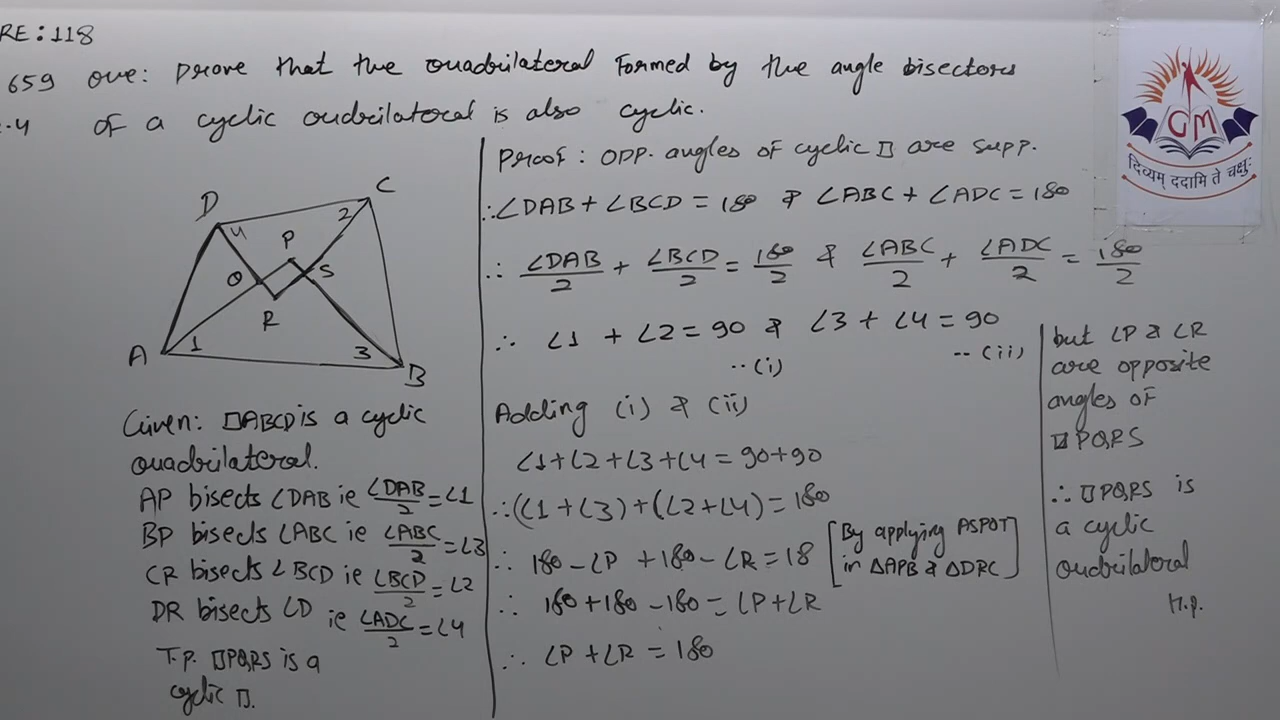 RE:118
659 Que: Prove that the Quadrilateral Formed by the angle bisectors
.4 of a cyclic Qudrilateral is also cyclic.
GM
दिव्यम् ददामि ते चक्षुः
D
C
4
2
P
Q
S
R
A
1
3
B
Given: □ABCD is a cyclic
Quadrilateral.
AP bisects ∠DAB ie ∠DAB/2 = ∠1
BP bisects ∠ABC ie ∠ABC/2 = ∠3
CR bisects ∠BCD ie ∠BCD/2 = ∠2
DR bisects ∠D ie ∠ADC/2 = ∠4
T.P. □PQRS is a
cyclic □.
Proof: OPP. angles of cyclic □ are supp.
∴∠DAB + ∠BCD = 180 & ∠ABC + ∠ADC = 180
∴ ∠DAB/2 + ∠BCD/2 = 180/2 & ∠ABC/2 + ∠ADC/2 = 180/2
∴ ∠1 + ∠2 = 90 & ∠3 + ∠4 = 90
..(i) ..(ii)
Adding (i) & (ii)
∠1+∠2+∠3+∠4 = 90+90
∴(∠1+∠3)+(∠2+∠4) = 180
∴ 180-∠P + 180-∠R = 18 [By applying ASPOT
in ΔAPB & ΔDRC]
∴ 180+180-180 = ∠P+∠R
∴ ∠P + ∠R = 180
but ∠P & ∠R
are opposite
angles of
□PQRS
∴ □PQRS is
a cyclic
Qudrilateral
H.p.